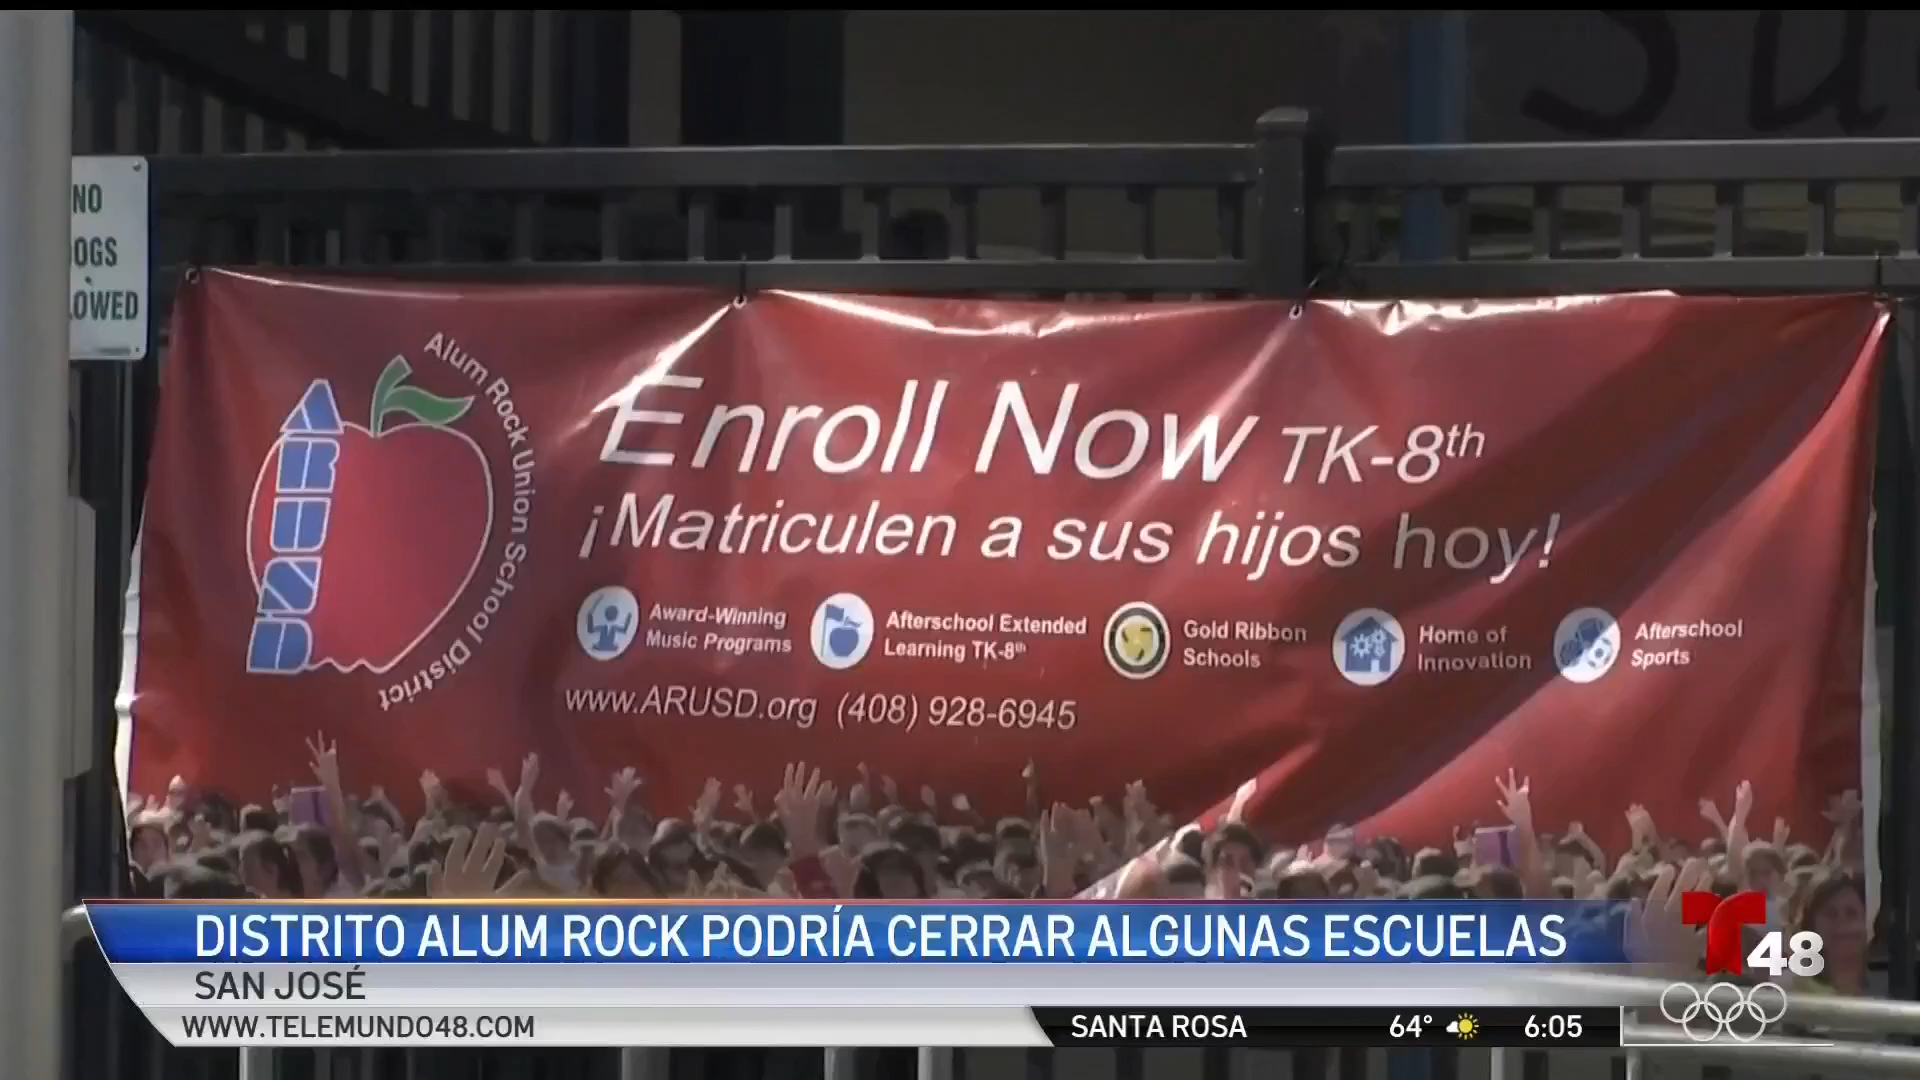 Su
NO
OGS
LOWED
Alum Rock Union School District
ARUSD
Enroll Now TK-8th
¡Matriculen a sus hijos hoy!
Award-Winning
Music Programs
Afterschool Extended
Learning TK-8th
Gold Ribbon
Schools
Home of
Innovation
Afterschool
Sports
www.ARUSD.org (408) 928-6945
DISTRITO ALUM ROCK PODRÍA CERRAR ALGUNAS ESCUELAS
SAN JOSÉ
WWW.TELEMUNDO48.COM
SANTA ROSA 64° 6:05
T 48